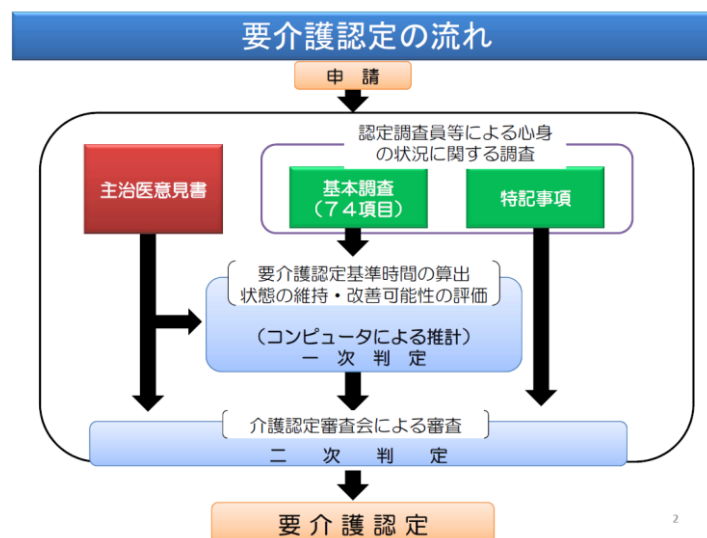 要介護認定の流れ
申　請
認定調査員等による心身
の状況に関する調査
主治医意見書
基本調査
（７４項目）
特記事項
要介護認定基準時間の算出
状態の維持・改善可能性の評価
（コンピュータによる推計）
一　次　判　定
介護認定審査会による審査
二　次　判　定
要介護認定
2